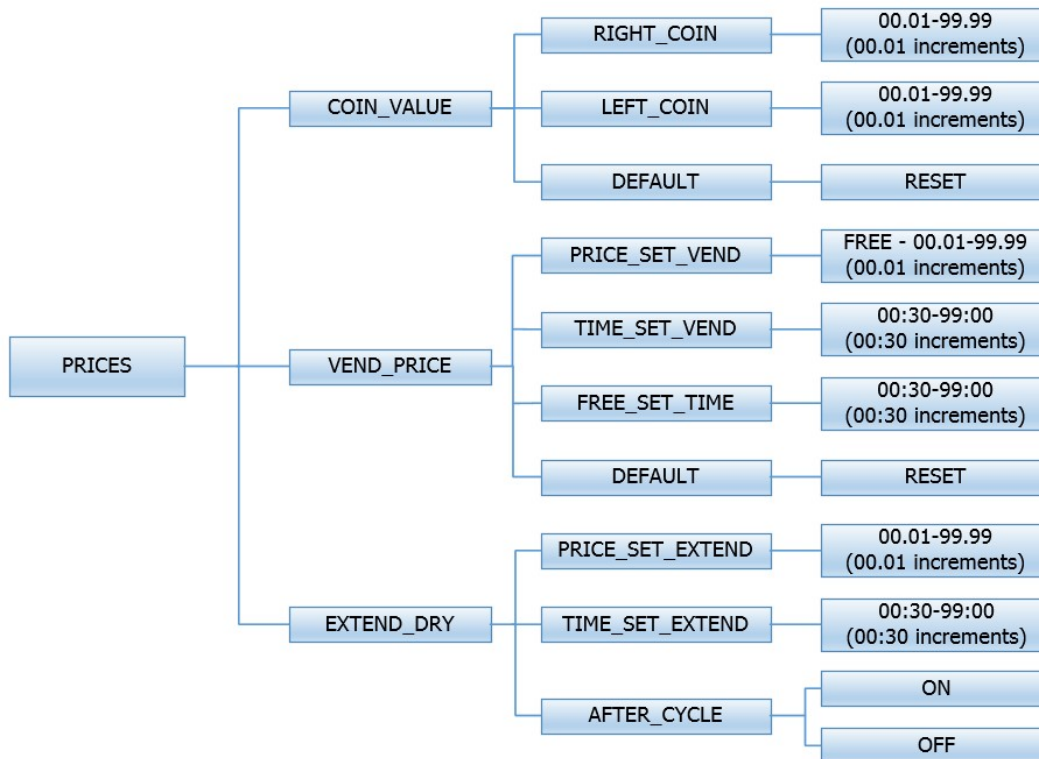 PRICES
COIN_VALUE
RIGHT_COIN
00.01-99.99
(00.01 increments)
LEFT_COIN
00.01-99.99
(00.01 increments)
DEFAULT
RESET
VEND_PRICE
PRICE_SET_VEND
FREE - 00.01-99.99
(00.01 increments)
TIME_SET_VEND
00:30-99:00
(00:30 increments)
FREE_SET_TIME
00:30-99:00
(00:30 increments)
DEFAULT
RESET
EXTEND_DRY
PRICE_SET_EXTEND
00.01-99.99
(00.01 increments)
TIME_SET_EXTEND
00:30-99:00
(00:30 increments)
AFTER_CYCLE
ON
OFF